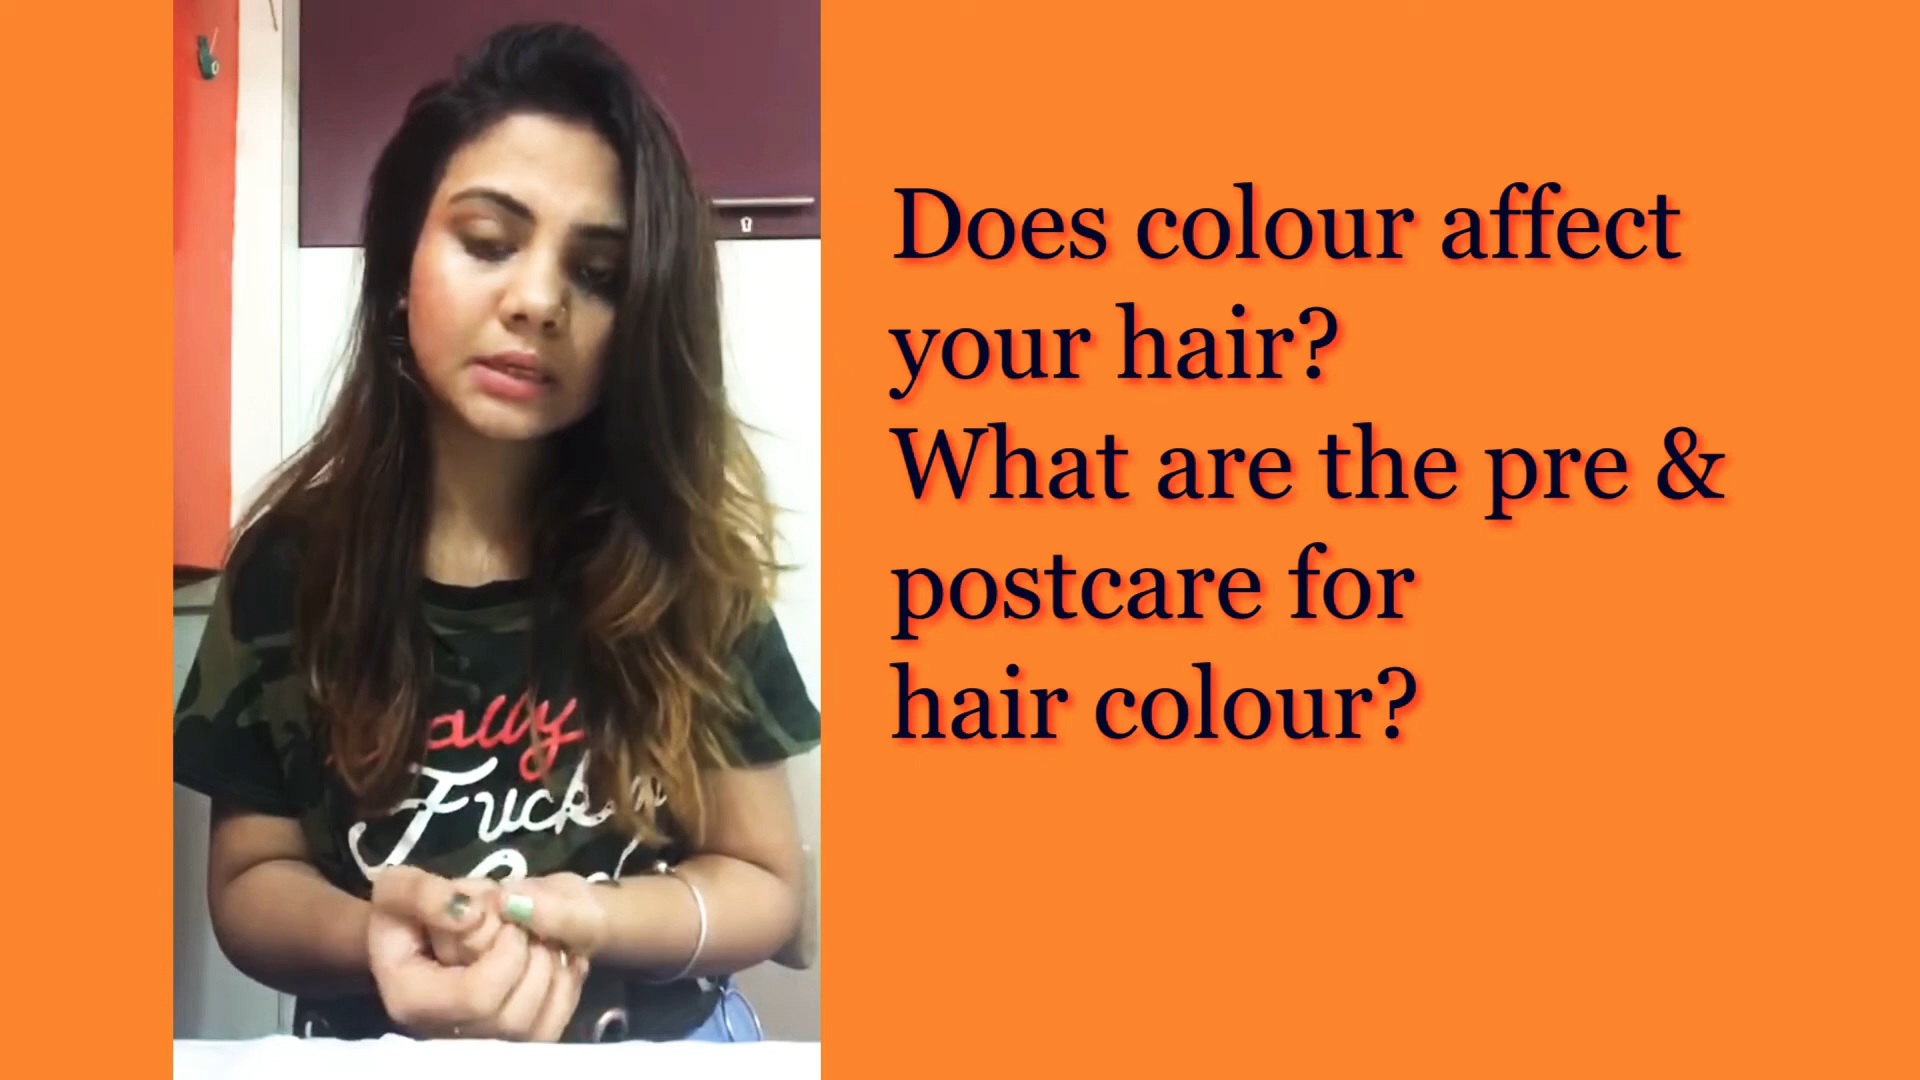 Does colour affect
your hair?
What are the pre &
postcare for
hair colour?